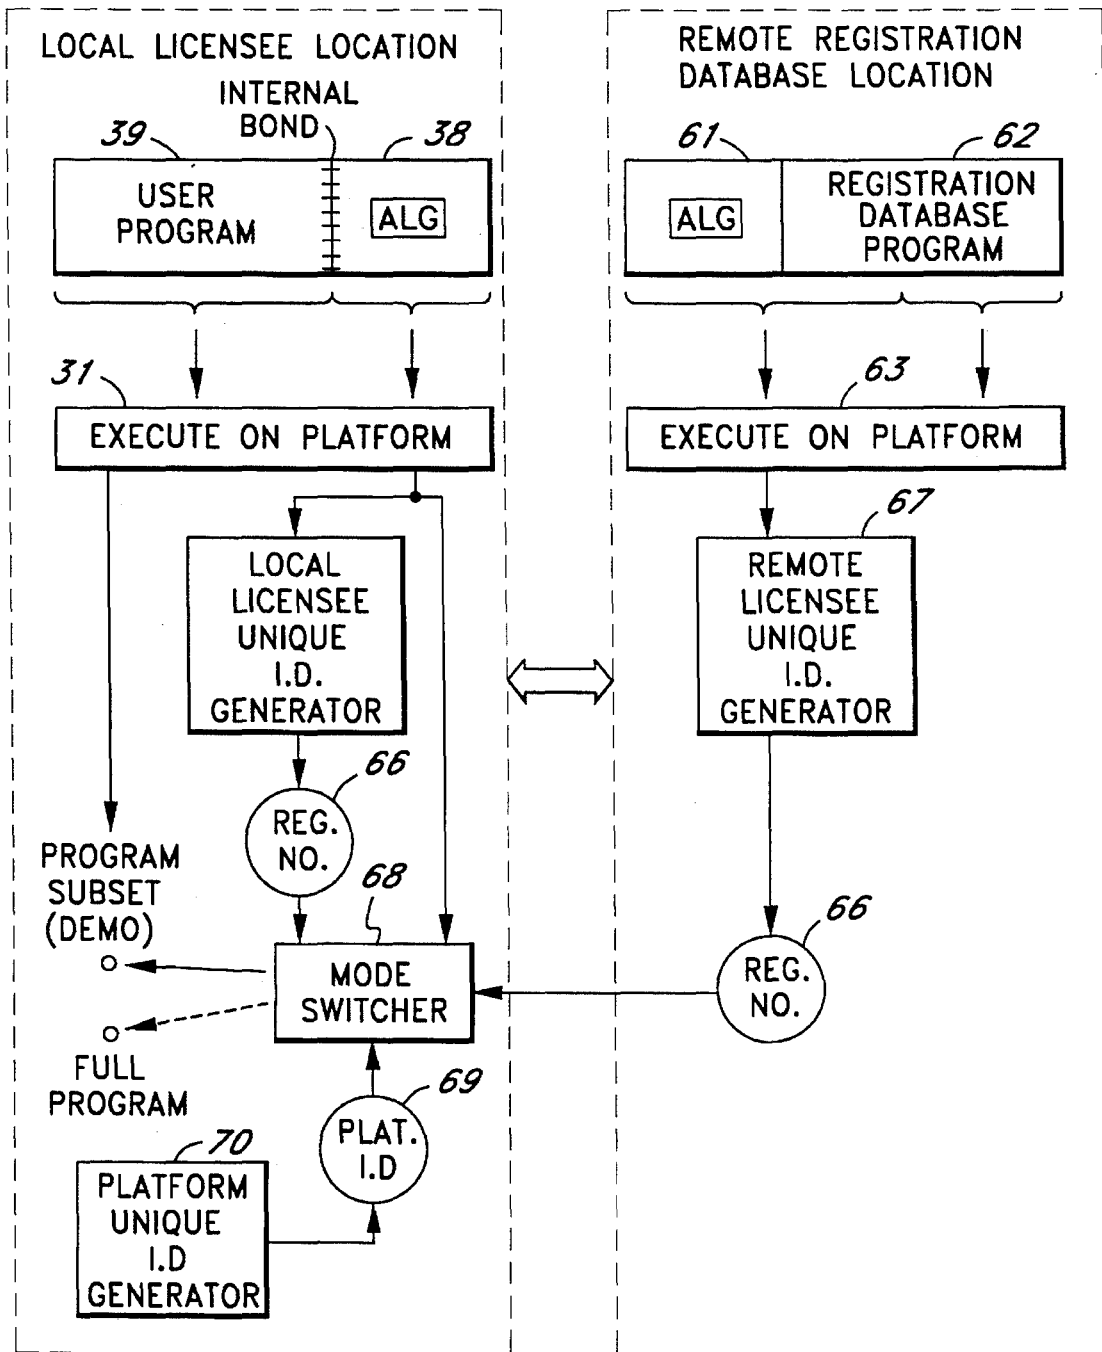 LOCAL LICENSEE LOCATION
INTERNAL
BOND
39
38
USER
PROGRAM
ALG
31
EXECUTE ON PLATFORM
LOCAL
LICENSEE
UNIQUE
I.D.
GENERATOR
66
REG.
NO.
PROGRAM
SUBSET
(DEMO)
68
MODE
SWITCHER
FULL
PROGRAM
69
PLAT.
I.D
70
PLATFORM
UNIQUE
I.D
GENERATOR
REMOTE REGISTRATION
DATABASE LOCATION
61
62
ALG
REGISTRATION
DATABASE
PROGRAM
63
EXECUTE ON PLATFORM
67
REMOTE
LICENSEE
UNIQUE
I.D.
GENERATOR
66
REG.
NO.